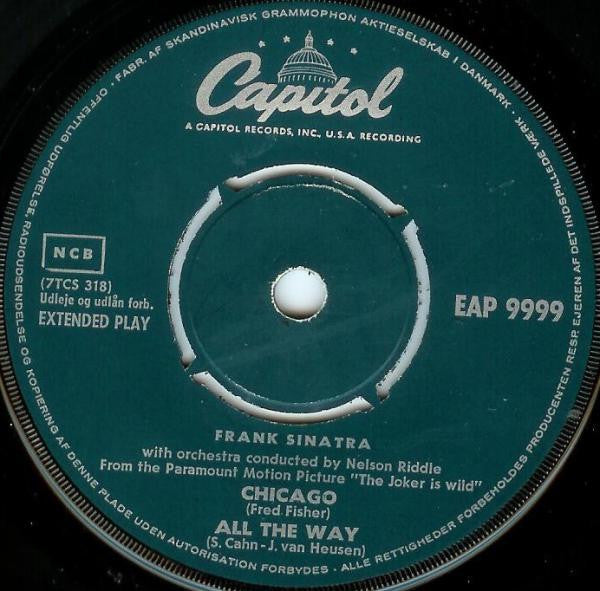 FABR. AF SKANDINAVISK GRAMMOPHON AKTIESELSKAB I DANMARK.
OFFENTLIG UDFØRELSE, RADIOUDSENDELSE OG KOPIERING AF DENNE PLADE UDEN AUTORISATION FORBYDES · ALLE RETTIGHEDER FORBEHOLDES PRODUCENTEN RESP. EJEREN AF DET INDSPILLEDE VÆRK ·
Capitol
A CAPITOL RECORDS, INC., U.S.A. RECORDING
NCB
(7TCS 318)
Udleje og udlån forb.
EXTENDED PLAY
EAP 9999
FRANK SINATRA
with orchestra conducted by Nelson Riddle
From the Paramount Motion Picture "The Joker is wild"
CHICAGO
(Fred Fisher)
ALL THE WAY
(S. Cahn-J. van Heusen)